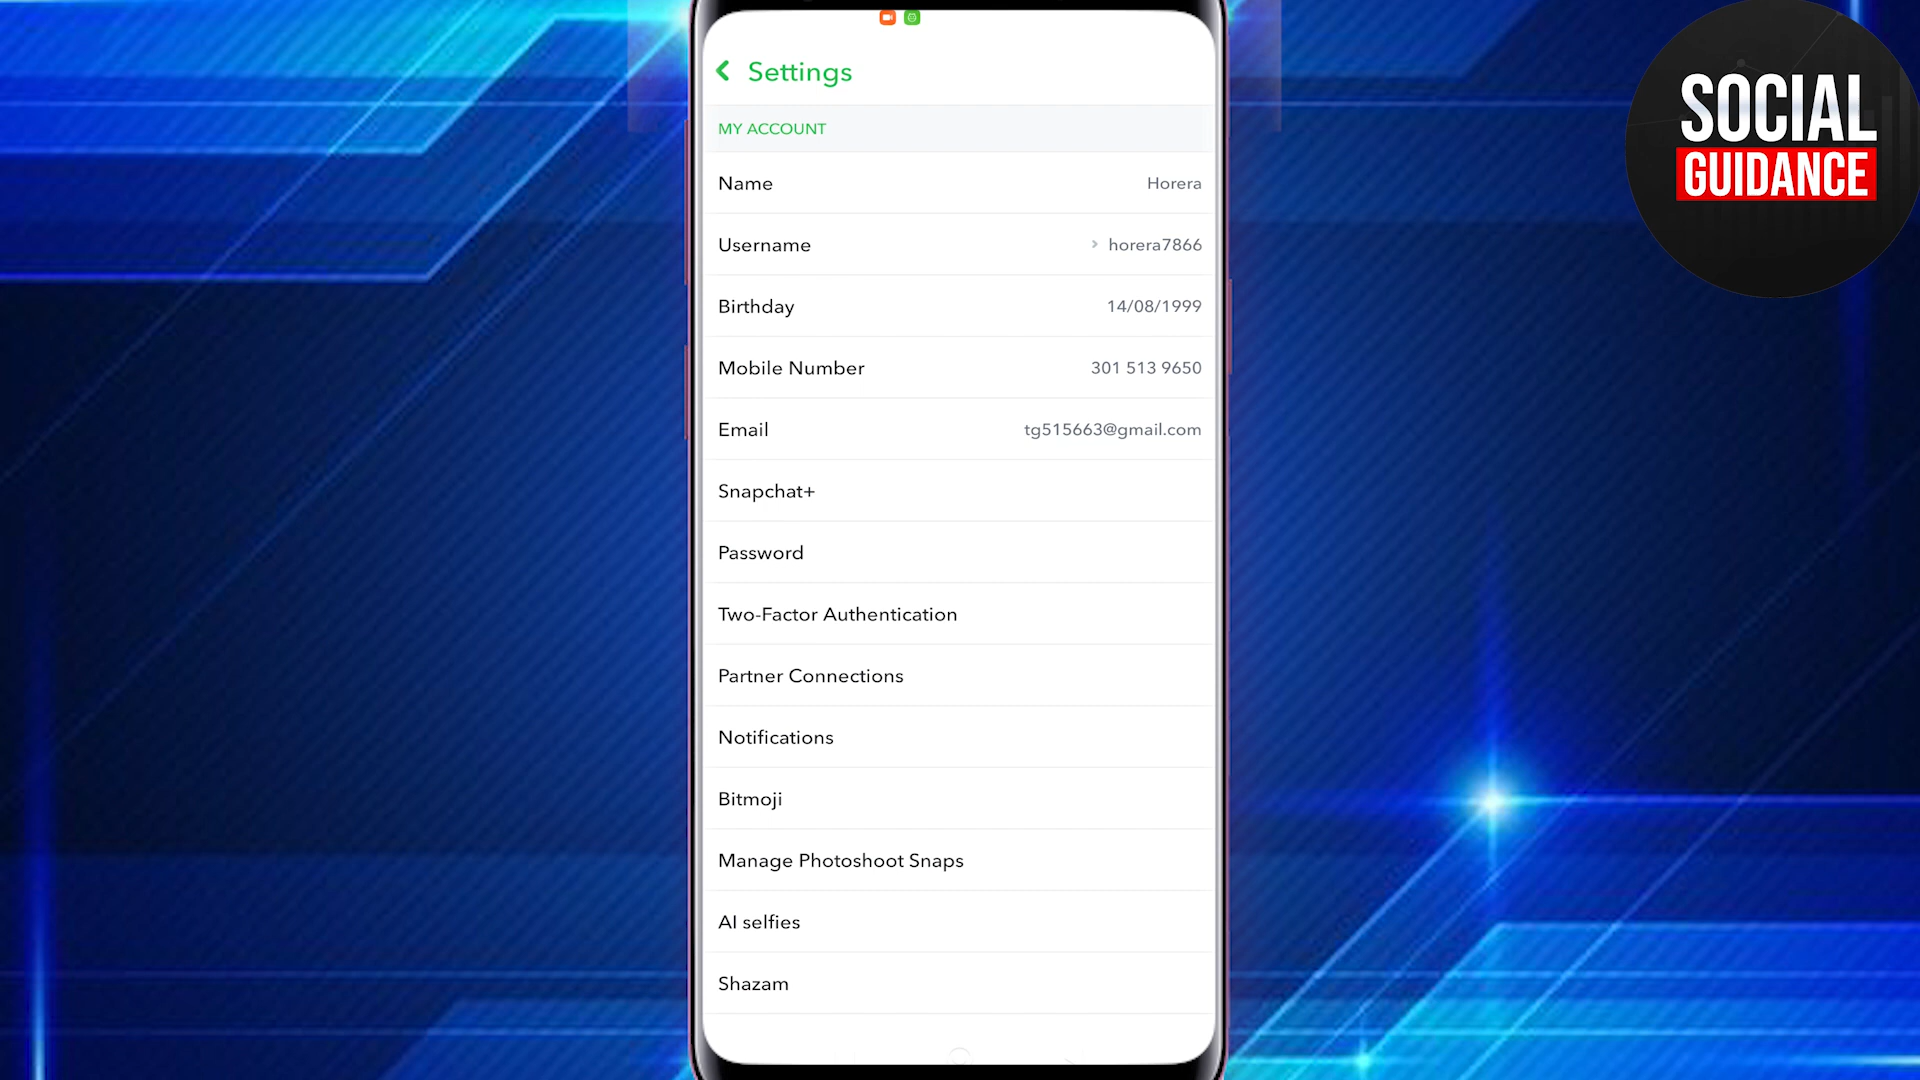 Settings
MY ACCOUNT
Name Horera
Username > horera7866
Birthday 14/08/1999
Mobile Number 301 513 9650
Email tg515663@gmail.com
Snapchat+
Password
Two-Factor Authentication
Partner Connections
Notifications
Bitmoji
Manage Photoshoot Snaps
AI selfies
Shazam
SOCIAL
GUIDANCE